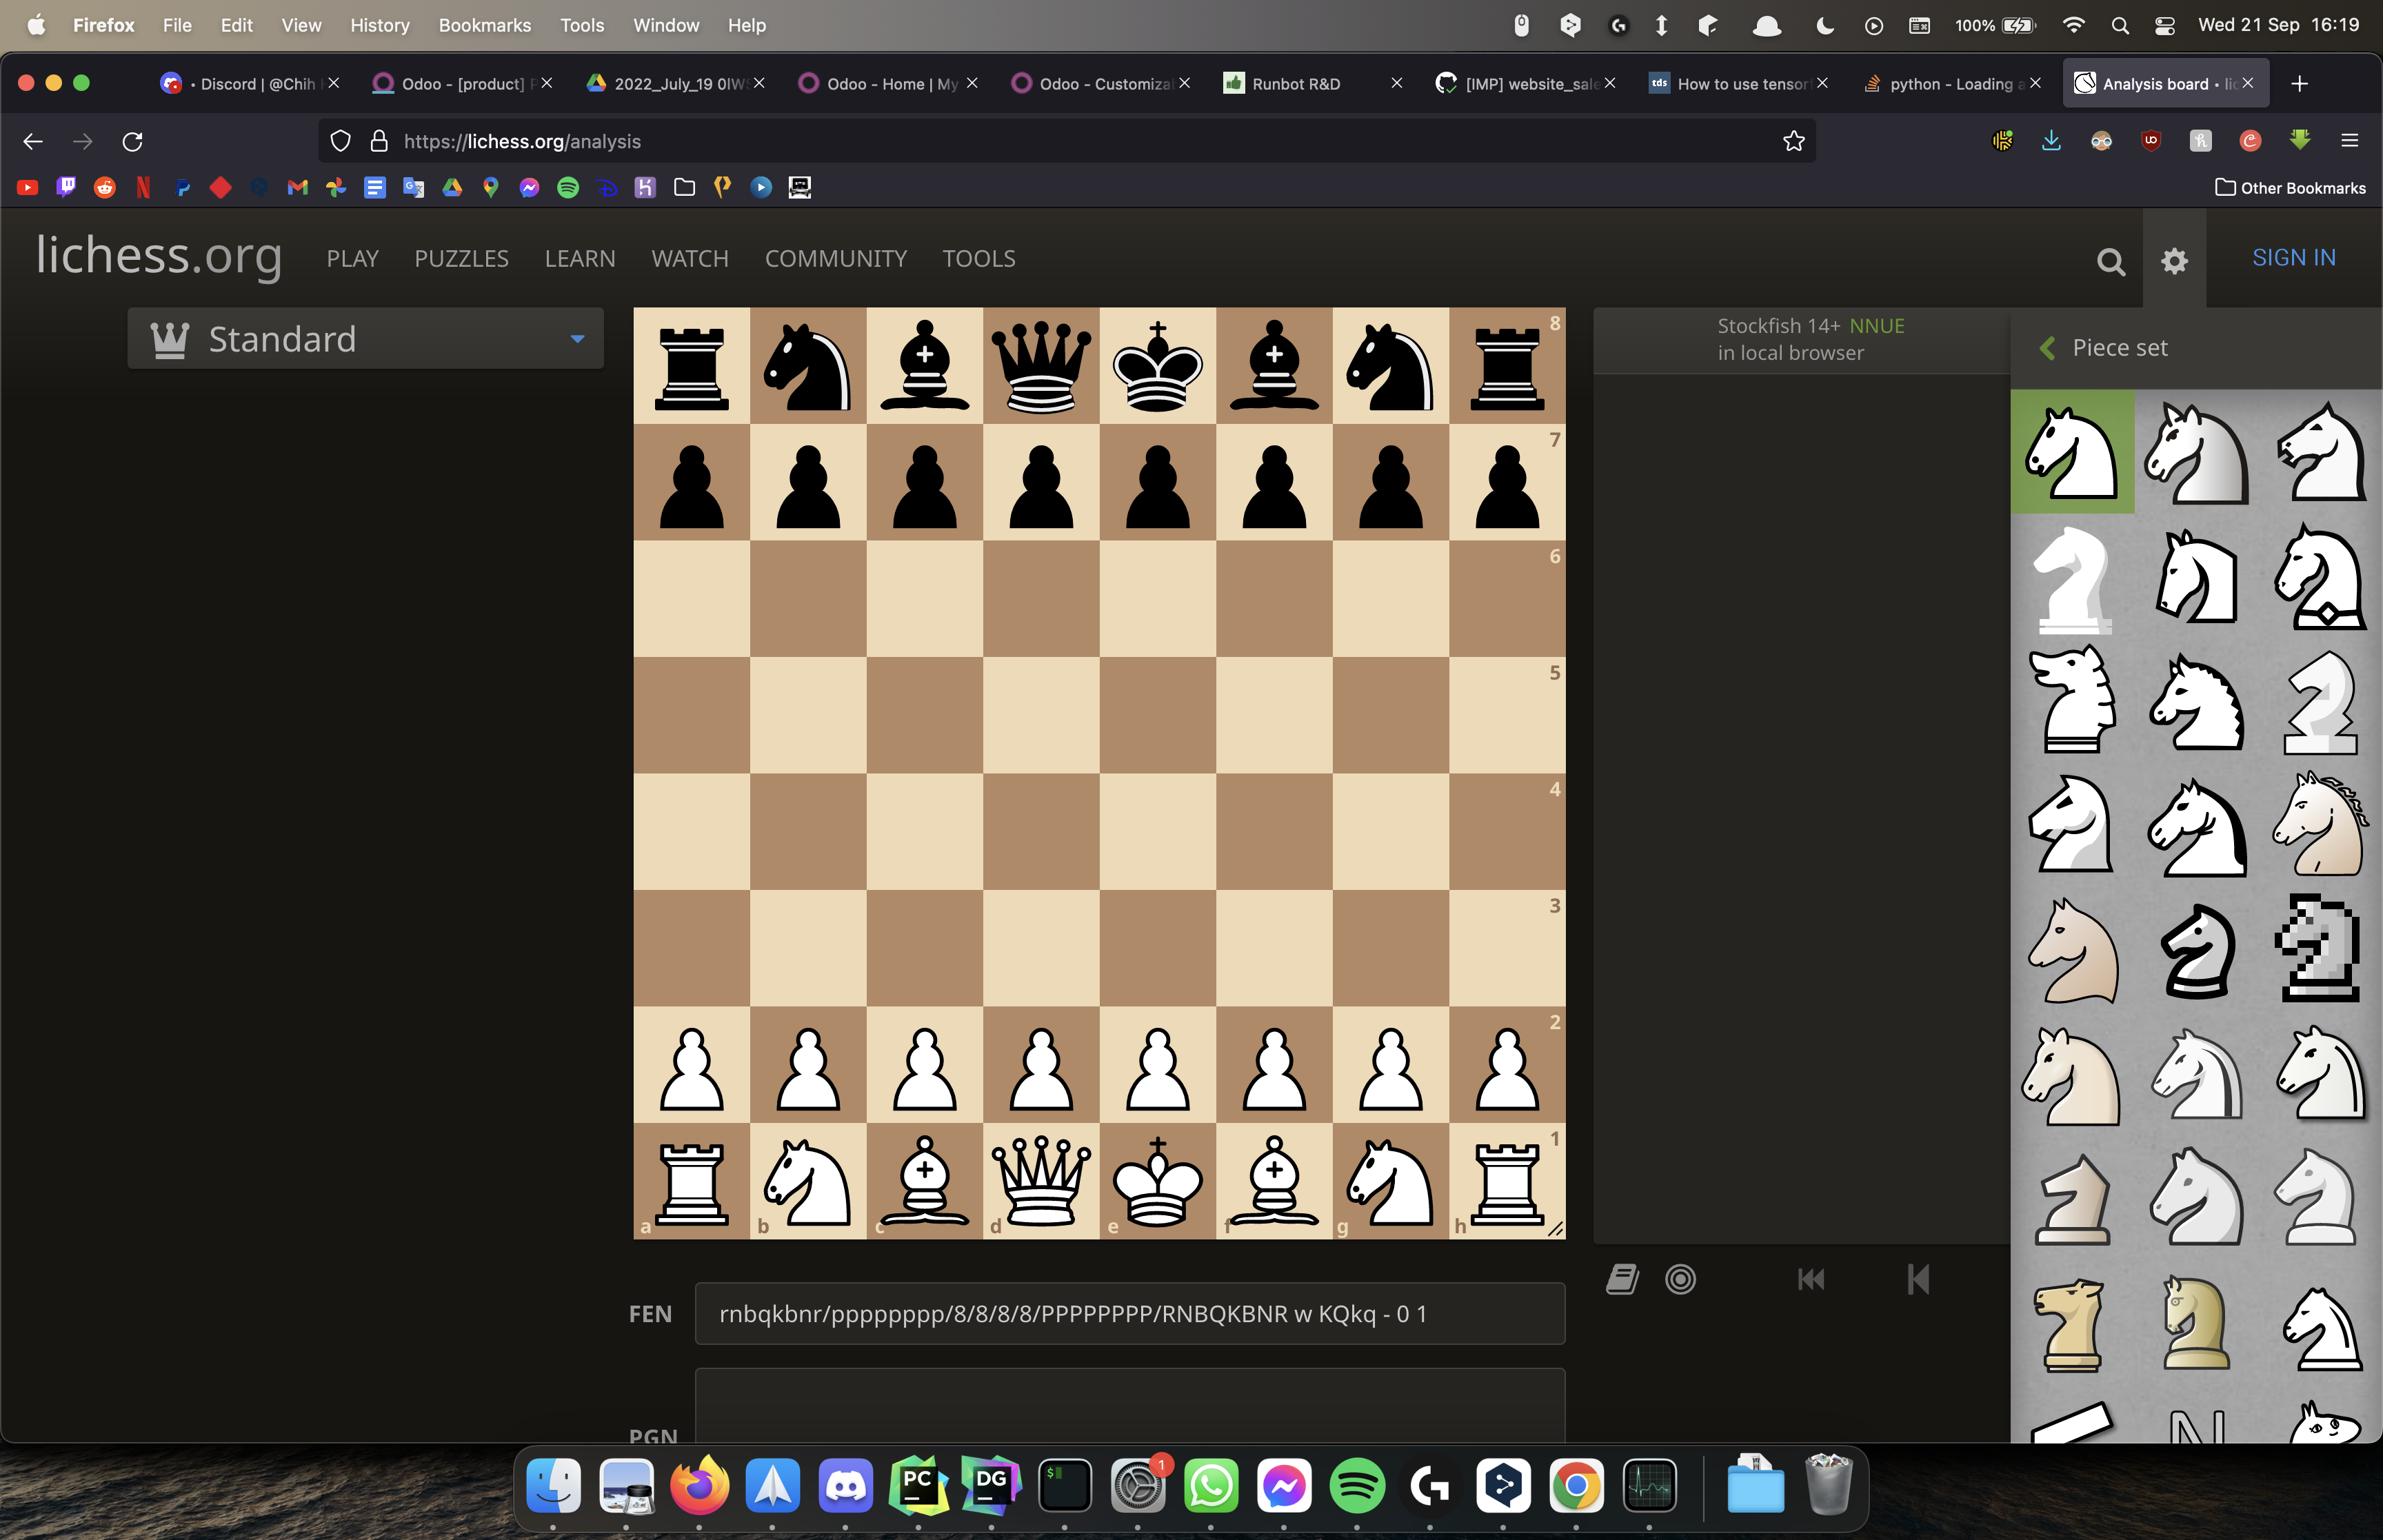 Firefox File Edit View History Bookmarks Tools Window Help 100% Wed 21 Sep 16:19
• Discord | @Chih Odoo - [product] P 2022_July_19 Odoo - Home | My Odoo - Customiza Runbot R&D [IMP] website_sale tds How to use tensor python - Loading a Analysis board • lic
https://lichess.org/analysis
Other Bookmarks
lichess.org PLAY PUZZLES LEARN WATCH COMMUNITY TOOLS SIGN IN
Standard
Stockfish 14+ NNUE
in local browser
Piece set
8
7
6
5
4
3
2
1
a b c d e f g h
FEN rnbqkbnr/pppppppp/8/8/8/8/PPPPPPPP/RNBQKBNR w KQkq - 0 1
PGN
N
PC DG $ 1